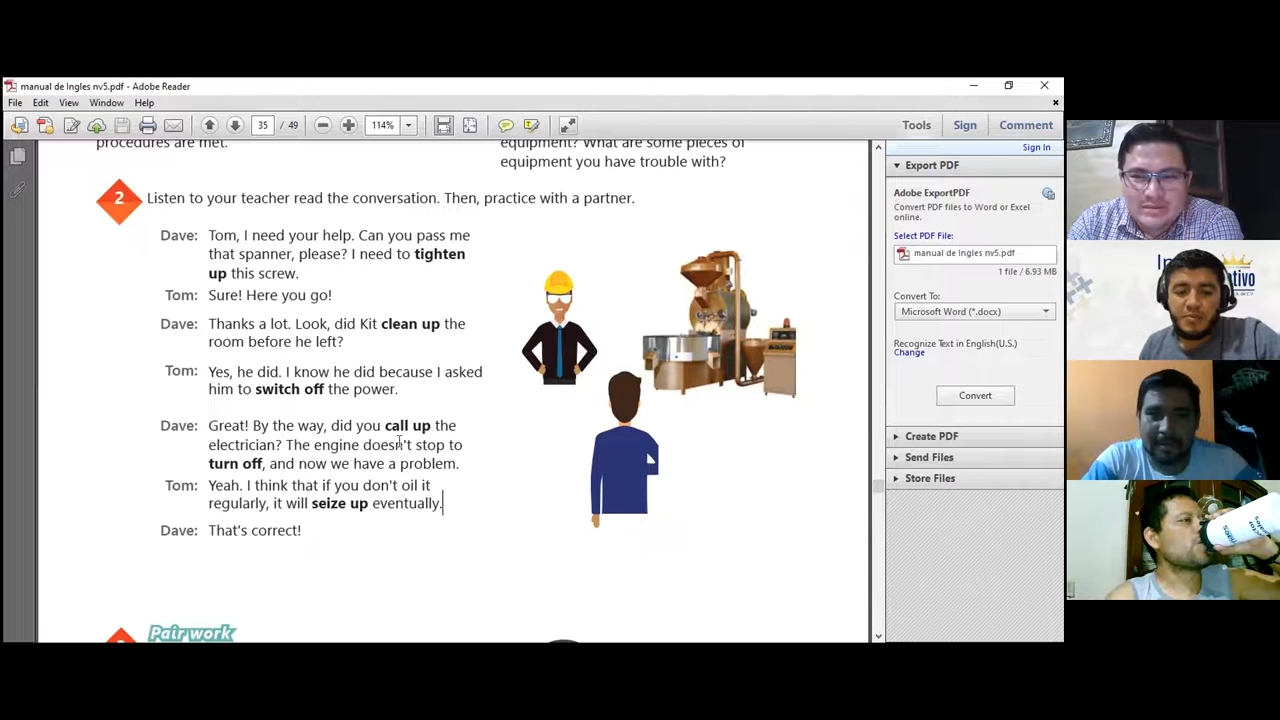 manual de Ingles nv5.pdf - Adobe Reader
File Edit View Window Help
35 / 49 114% Tools Sign Comment
procedures are met.
equipment? What are some pieces of
equipment you have trouble with?
2 Listen to your teacher read the conversation. Then, practice with a partner.
Dave: Tom, I need your help. Can you pass me
that spanner, please? I need to tighten
up this screw.
Tom: Sure! Here you go!
Dave: Thanks a lot. Look, did Kit clean up the
room before he left?
Tom: Yes, he did. I know he did because I asked
him to switch off the power.
Dave: Great! By the way, did you call up the
electrician? The engine doesn't stop to
turn off, and now we have a problem.
Tom: Yeah. I think that if you don't oil it
regularly, it will seize up eventually.
Dave: That's correct!
Pair work
Sign In
Export PDF
Adobe ExportPDF
Convert PDF files to Word or Excel
online.
Select PDF File:
manual de Ingles nv5.pdf
1 file / 6.93 MB
Convert To:
Microsoft Word (*.docx)
Recognize Text in English(U.S.)
Change
Convert
Create PDF
Send Files
Store Files